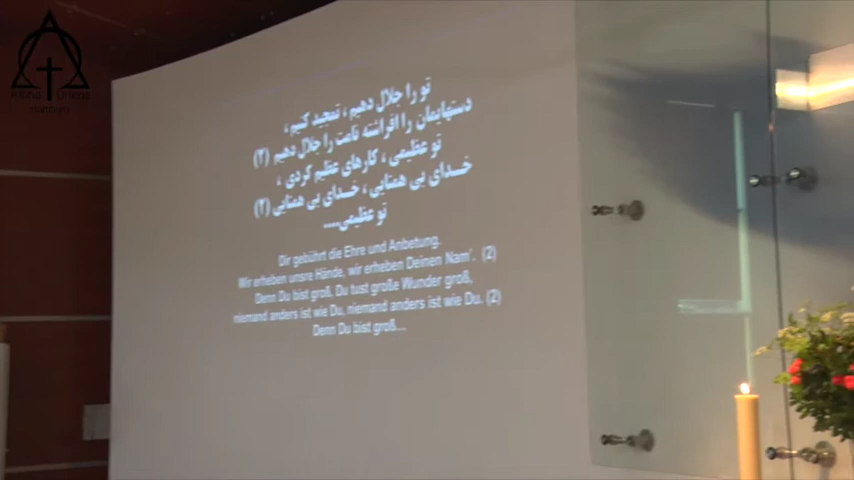 Alpha Omega
Hamburg
تو را جلال دهیم ، تمجید کنیم ،
دستهایمان را افراشته نامت را جلال دهیم (۲)
تو عظیمی ، کارهای عظیم کردی ،
خدای بی همتایی ، خدای بی همتایی (۲)
تو عظیمی....
Dir gebührt die Ehre und Anbetung.
Wir erheben unsre Hände, wir erheben Deinen Nam'. (2)
Denn Du bist groß, Du tust große Wunder groß,
niemand anders ist wie Du, niemand anders ist wie Du. (2)
Denn Du bist groß...